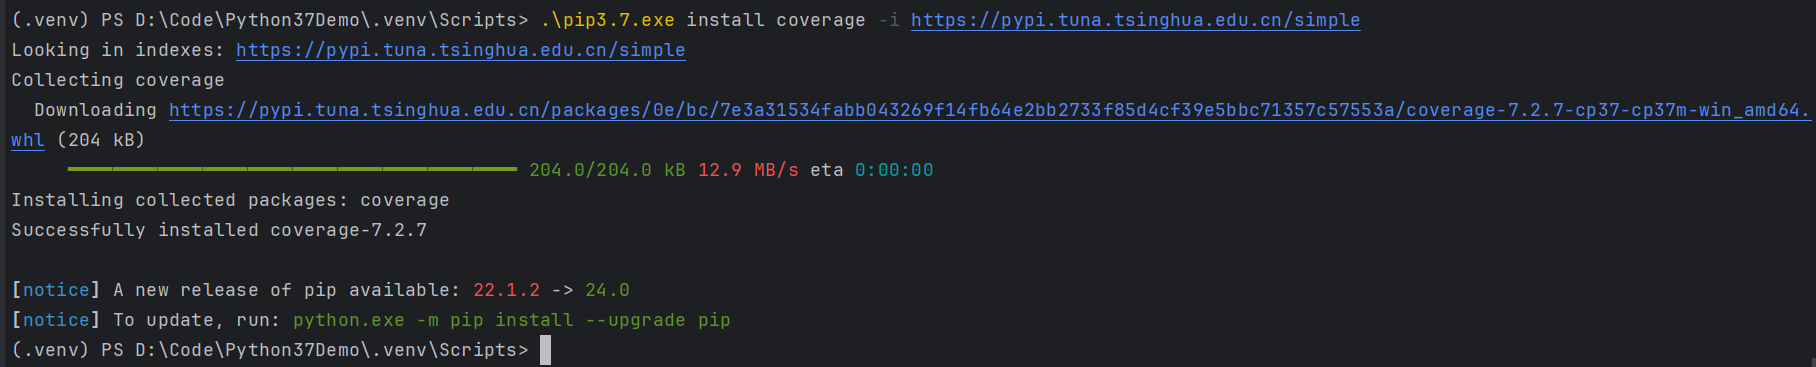 (.venv) PS D:\Code\Python37Demo\.venv\Scripts> .\pip3.7.exe install coverage -i https://pypi.tuna.tsinghua.edu.cn/simple
Looking in indexes: https://pypi.tuna.tsinghua.edu.cn/simple
Collecting coverage
  Downloading https://pypi.tuna.tsinghua.edu.cn/packages/0e/bc/7e3a31534fabb043269f14fb64e2bb2733f85d4cf39e5bbc71357c57553a/coverage-7.2.7-cp37-cp37m-win_amd64.
whl (204 kB)
204.0/204.0 kB 12.9 MB/s eta 0:00:00
Installing collected packages: coverage
Successfully installed coverage-7.2.7
[notice] A new release of pip available: 22.1.2 -> 24.0
[notice] To update, run: python.exe -m pip install --upgrade pip
(.venv) PS D:\Code\Python37Demo\.venv\Scripts>